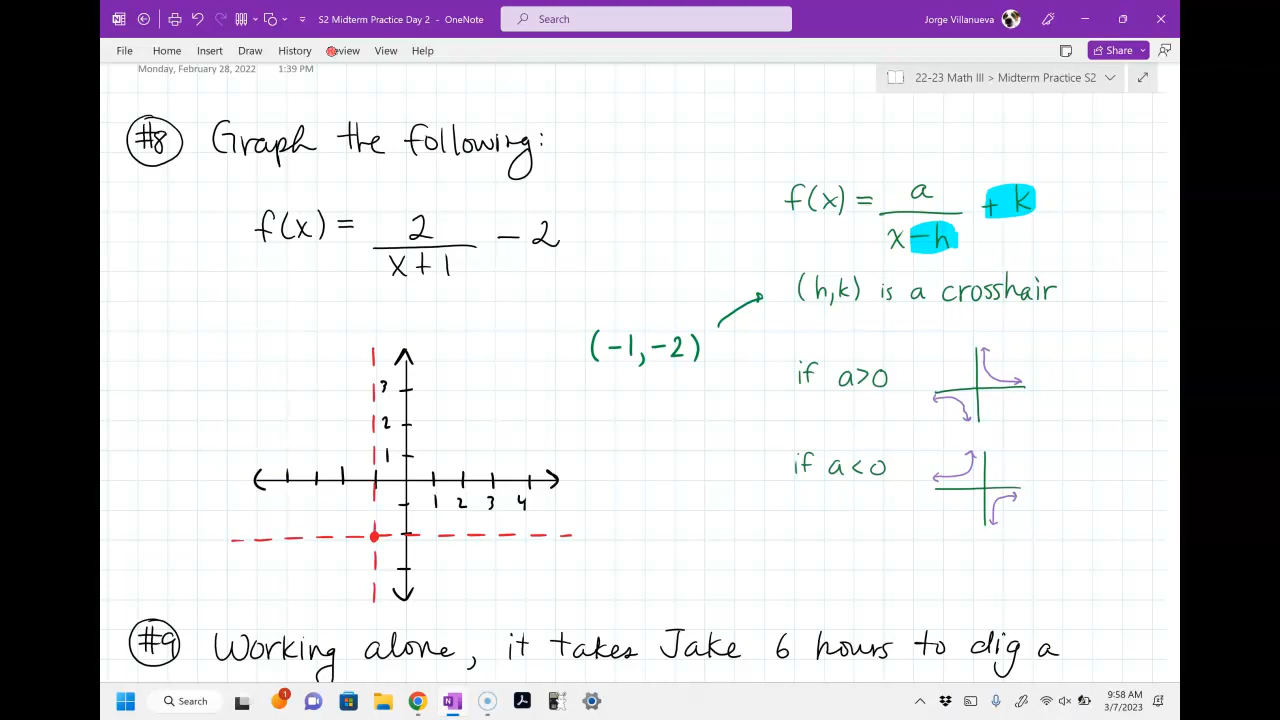 S2 Midterm Practice Day 2 - OneNote
Search
Jorge Villanueva
File Home Insert Draw History Review View Help
Share
Monday, February 28, 2022 1:39 PM
22-23 Math III > Midterm Practice S2
#8 Graph the following:
f(x) = 2 / (x + 1) - 2
f(x) = a / (x - h) + k
(h,k) is a crosshair
(-1,-2)
if a>0
if a<0
3
2
1
1 2 3 4
#9 Working alone, it takes Jake 6 hours to dig a
Search
1
9:58 AM
3/7/2023